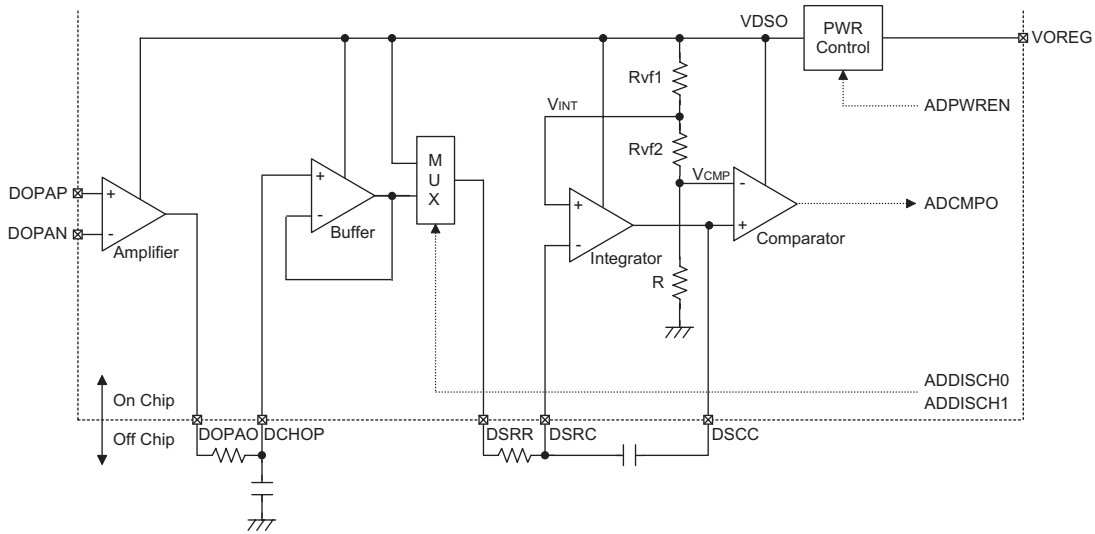 VDSO
PWR
Control
VOREG
Rvf1
VINT
ADPWREN
Rvf2
M
U
X
VCMP
DOPAP
+
+
-
+
ADCMPO
DOPAN
-
Amplifier
-
Buffer
-
Integrator
+
Comparator
R
On Chip
Off Chip
ADDISCH0
ADDISCH1
DOPAO
DCHOP
DSRR
DSRC
DSCC